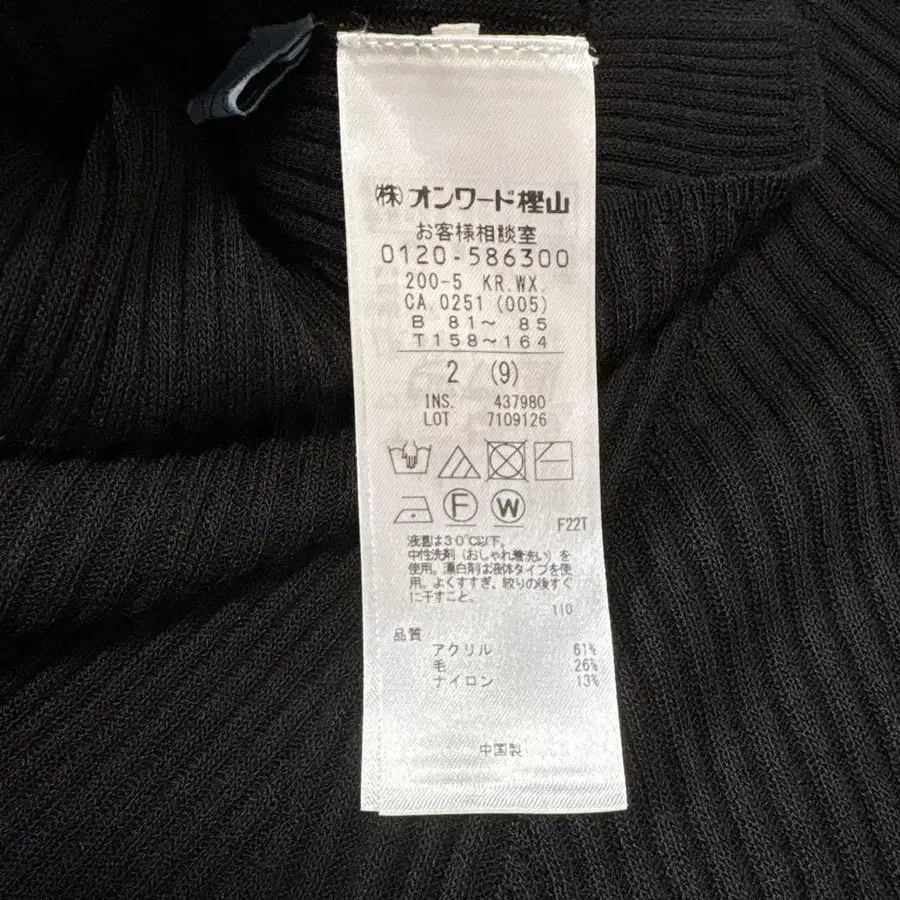 ㈱オンワード樫山
お客様相談室
0120-586300
200-5 KR.WX.
CA.0251 (005)
B 81〜 85
T158〜164
2 (9)
INS. 437980
LOT 7109126
F W
F22T
液温は30℃以下。
中性洗剤(おしゃれ着洗い)を
使用。漂白剤は液体タイプを使
用。よくすすぎ、絞りの後すぐ
に干すこと。
110
品質
アクリル 61%
毛 26%
ナイロン 13%
中国製